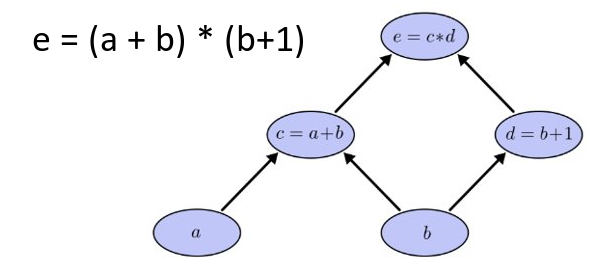 e = (a + b) * (b+1)
e = c*d
c = a+b
d = b+1
a
b